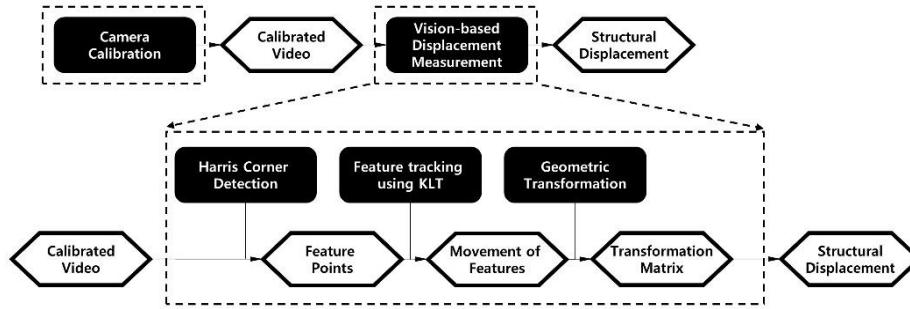 Camera
Calibration
Calibrated
Video
Vision-based
Displacement
Measurement
Structural
Displacement
Harris Corner
Detection
Feature tracking
using KLT
Geometric
Transformation
Calibrated
Video
Feature
Points
Movement of
Features
Transformation
Matrix
Structural
Displacement